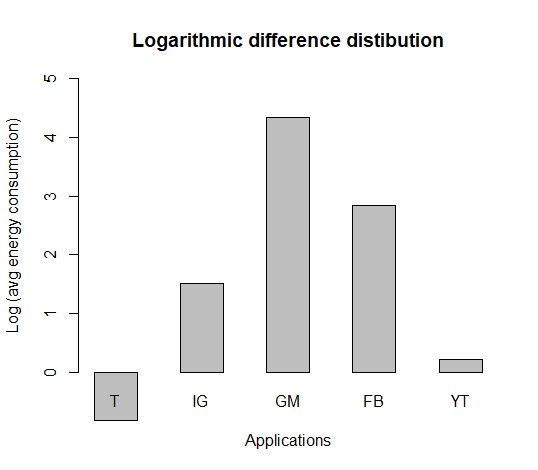 Logarithmic difference distibution
Log (avg energy consumption)
5
4
3
2
1
0
T IG GM FB YT
Applications